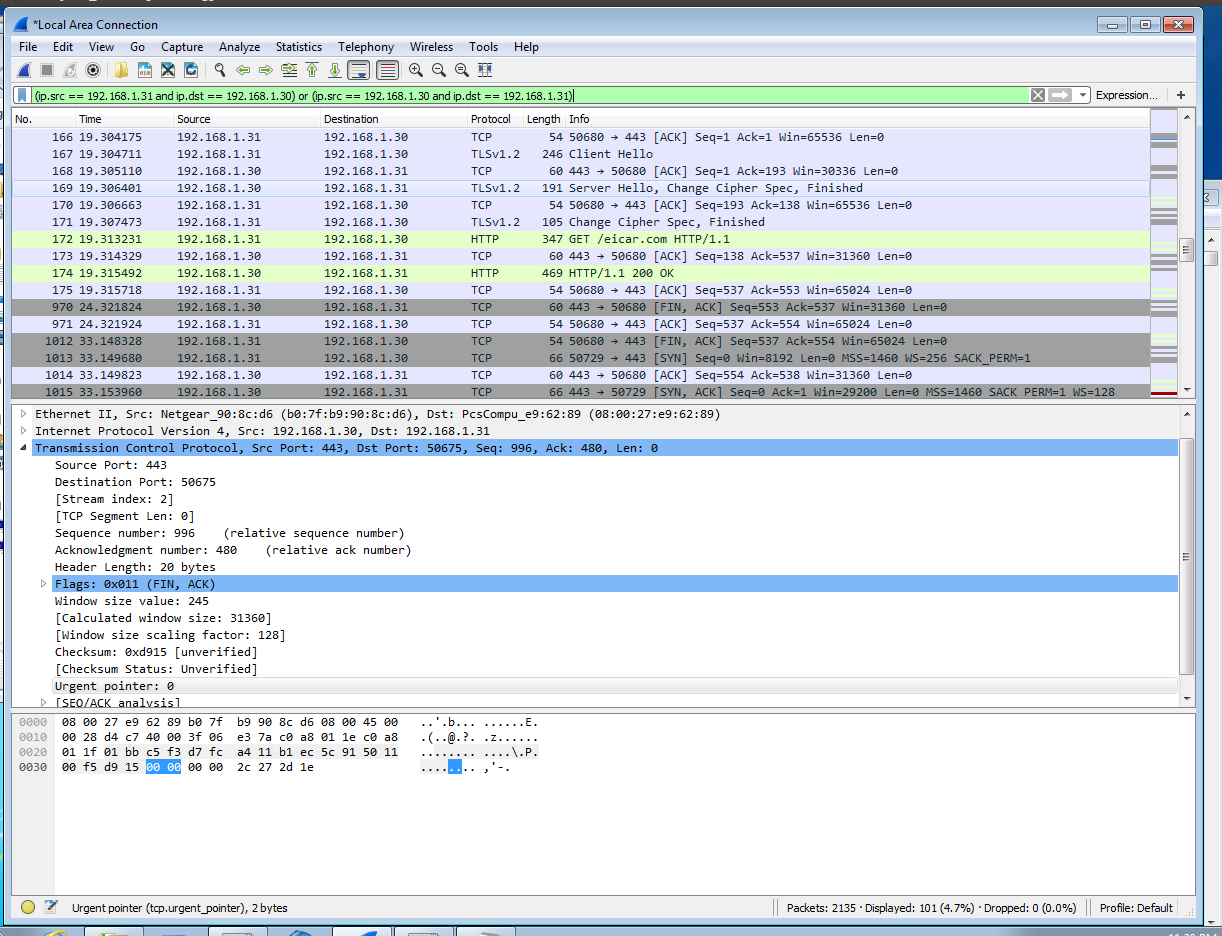 *Local Area Connection
File Edit View Go Capture Analyze Statistics Telephony Wireless Tools Help
(ip.src == 192.168.1.31 and ip.dst == 192.168.1.30) or (ip.src == 192.168.1.30 and ip.dst == 192.168.1.31) Expression... +
No. Time Source Destination Protocol Length Info
166 19.304175 192.168.1.31 192.168.1.30 TCP 54 50680 → 443 [ACK] Seq=1 Ack=1 Win=65536 Len=0
167 19.304711 192.168.1.31 192.168.1.30 TLSv1.2 246 Client Hello
168 19.305110 192.168.1.30 192.168.1.31 TCP 60 443 → 50680 [ACK] Seq=1 Ack=193 Win=30336 Len=0
169 19.306401 192.168.1.30 192.168.1.31 TLSv1.2 191 Server Hello, Change Cipher Spec, Finished
170 19.306663 192.168.1.31 192.168.1.30 TCP 54 50680 → 443 [ACK] Seq=193 Ack=138 Win=65536 Len=0
171 19.307473 192.168.1.31 192.168.1.30 TLSv1.2 105 Change Cipher Spec, Finished
172 19.313231 192.168.1.31 192.168.1.30 HTTP 347 GET /eicar.com HTTP/1.1
173 19.314329 192.168.1.30 192.168.1.31 TCP 60 443 → 50680 [ACK] Seq=138 Ack=537 Win=31360 Len=0
174 19.315492 192.168.1.30 192.168.1.31 HTTP 469 HTTP/1.1 200 OK
175 19.315718 192.168.1.31 192.168.1.30 TCP 54 50680 → 443 [ACK] Seq=537 Ack=553 Win=65024 Len=0
970 24.321824 192.168.1.30 192.168.1.31 TCP 60 443 → 50680 [FIN, ACK] Seq=553 Ack=537 Win=31360 Len=0
971 24.321924 192.168.1.31 192.168.1.30 TCP 54 50680 → 443 [ACK] Seq=537 Ack=554 Win=65024 Len=0
1012 33.148328 192.168.1.31 192.168.1.30 TCP 54 50680 → 443 [FIN, ACK] Seq=537 Ack=554 Win=65024 Len=0
1013 33.149680 192.168.1.31 192.168.1.30 TCP 66 50729 → 443 [SYN] Seq=0 Win=8192 Len=0 MSS=1460 WS=256 SACK_PERM=1
1014 33.149823 192.168.1.30 192.168.1.31 TCP 60 443 → 50680 [ACK] Seq=554 Ack=538 Win=31360 Len=0
1015 33.153960 192.168.1.30 192.168.1.31 TCP 66 443 → 50729 [SYN, ACK] Seq=0 Ack=1 Win=29200 Len=0 MSS=1460 SACK_PERM=1 WS=128
Ethernet II, Src: Netgear_90:8c:d6 (b0:7f:b9:90:8c:d6), Dst: PcsCompu_e9:62:89 (08:00:27:e9:62:89)
Internet Protocol Version 4, Src: 192.168.1.30, Dst: 192.168.1.31
Transmission Control Protocol, Src Port: 443, Dst Port: 50675, Seq: 996, Ack: 480, Len: 0
Source Port: 443
Destination Port: 50675
[Stream index: 2]
[TCP Segment Len: 0]
Sequence number: 996 (relative sequence number)
Acknowledgment number: 480 (relative ack number)
Header Length: 20 bytes
Flags: 0x011 (FIN, ACK)
Window size value: 245
[Calculated window size: 31360]
[Window size scaling factor: 128]
Checksum: 0xd915 [unverified]
[Checksum Status: Unverified]
Urgent pointer: 0
[SEQ/ACK analysis]
0000 08 00 27 e9 62 89 b0 7f b9 90 8c d6 08 00 45 00 ..'.b... ......E.
0010 00 28 d4 c7 40 00 3f 06 e3 7a c0 a8 01 1e c0 a8 .(..@.?. .z......
0020 01 1f 01 bb c5 f3 d7 fc a4 11 b1 ec 5c 91 50 11 ........ ....\.P.
0030 00 f5 d9 15 00 00 00 00 2c 27 2d 1e ........ ,'-.
Urgent pointer (tcp.urgent_pointer), 2 bytes Packets: 2135 · Displayed: 101 (4.7%) · Dropped: 0 (0.0%) Profile: Default